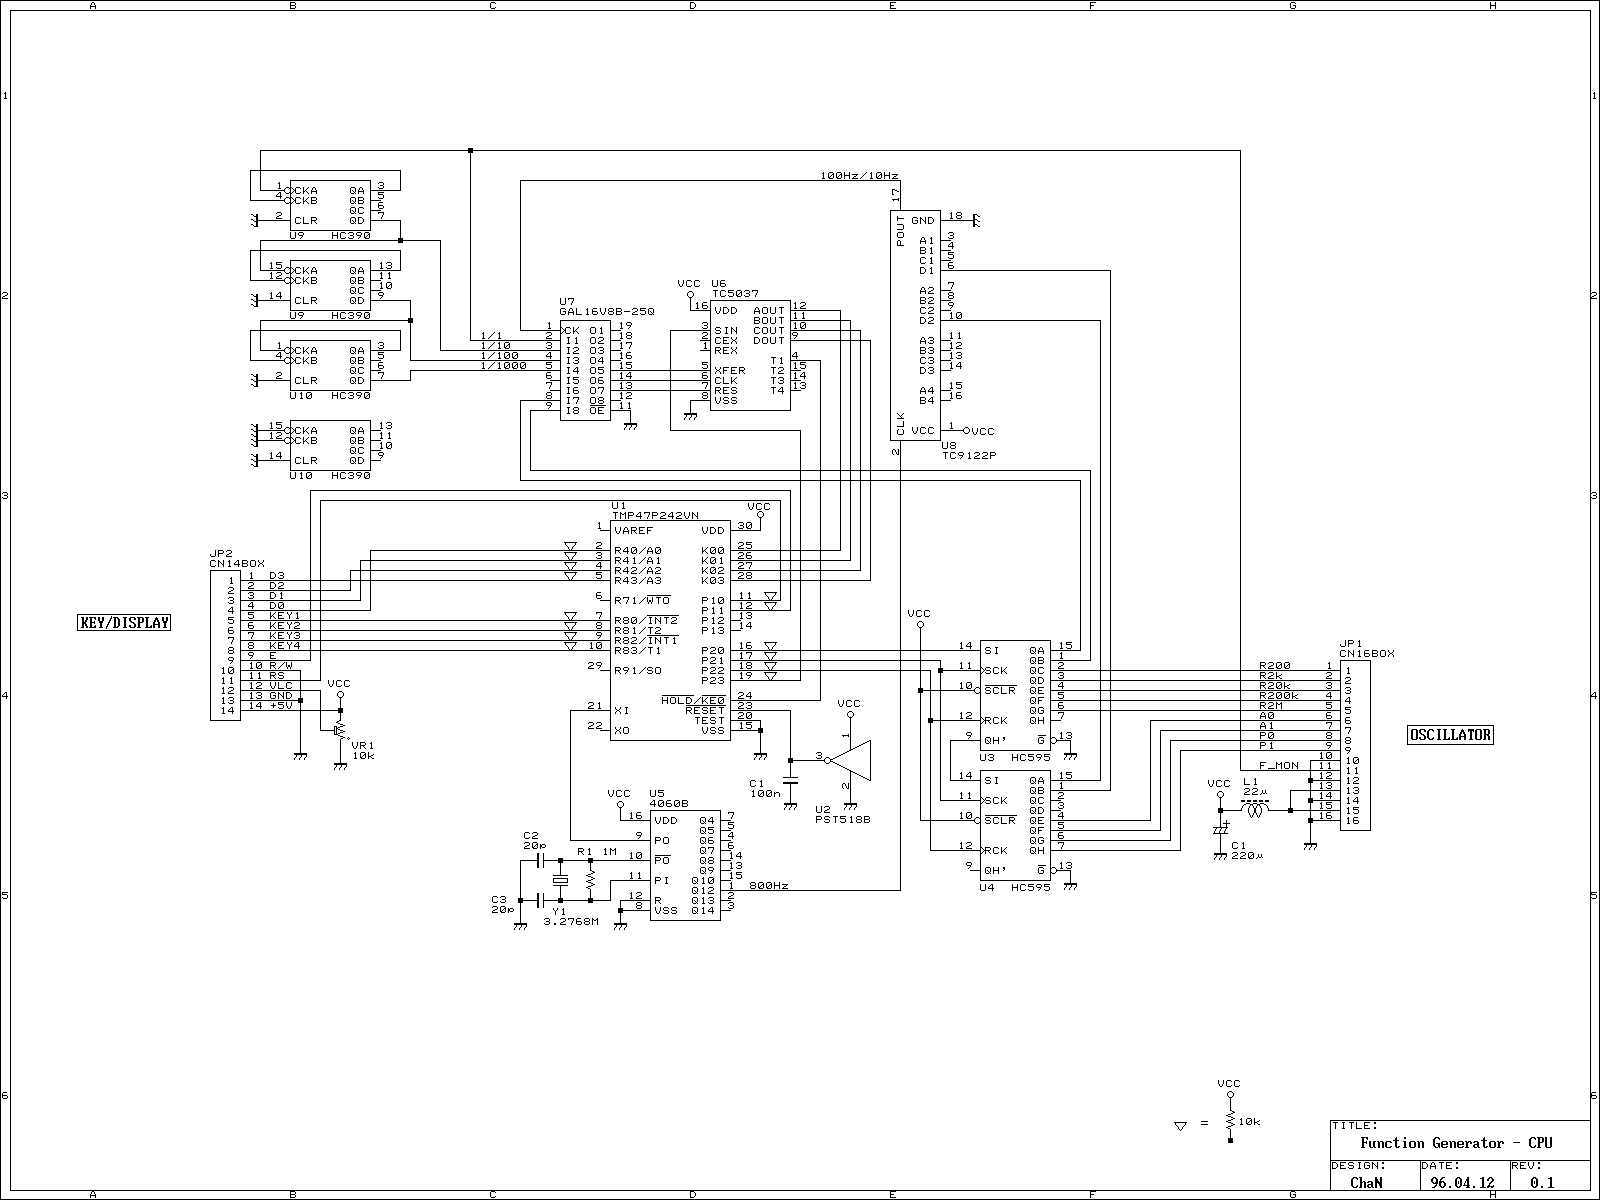 A B C D E F G H
1 1
2 2
3 3
4 4
5 5
6 6
1 CKA QA 3
4 CKB QB 5
QC 6
2 CLR QD 7
U9 HC390
15 CKA QA 13
12 CKB QB 11
QC 10
14 CLR QD 9
U9 HC390
1 CKA QA 3
4 CKB QB 5
QC 6
2 CLR QD 7
U10 HC390
15 CKA QA 13
12 CKB QB 11
QC 10
14 CLR QD 9
U10 HC390
1/1
1/10
1/100
1/1000
U7
GAL16V8B-25Q
1 CK O1 19
2 I1 O2 18
3 I2 O3 17
4 I3 O4 16
5 I4 O5 15
6 I5 O6 14
7 I6 O7 13
8 I7 O8 12
9 I8 OE 11
VCC
U6
TC5037
16 VDD AOUT 12
BOUT 11
3 SIN COUT 10
2 CEX DOUT 9
1 REX
T1 4
5 XFER T2 15
6 CLK T3 14
7 RES T4 13
8 VSS
100Hz/10Hz
17
POUT GND 18
A1 3
B1 4
C1 5
D1 6
A2 7
B2 8
C2 9
D2 10
A3 11
B3 12
C3 13
D3 14
A4 15
B4 16
CLK VCC 1 VCC
2
U8
TC9122P
U1
TMP47P242VN
VCC
1 VAREF VDD 30
2 R40/A0 K00 25
3 R41/A1 K01 26
4 R42/A2 K02 27
5 R43/A3 K03 28
6 R71/WTO P10 11
P11 12
7 R80/INT2 P12 13
8 R81/T2 P13 14
9 R82/INT1
10 R83/T1 P20 16
P21 17
29 R91/SO P22 18
P23 19
HOLD/KE0 24
21 XI RESET 23
TEST 20
22 XO VSS 15
JP2
CN14BOX
1 1 D3
2 2 D2
3 3 D1
4 4 D0
5 5 KEY1
6 6 KEY2
7 7 KEY3
8 8 KEY4
9 9 E
10 10 R/W
11 11 RS
12 12 VLC
13 13 GND
14 14 +5V
KEY/DISPLAY
VCC
VR1
10k
VCC
1
3
2
C1
100n
U2
PST518B
VCC
U5
4060B
16 VDD Q4 7
Q5 5
9 PO Q6 4
Q7 6
10 PO Q8 14
Q9 13
11 PI Q10 15
Q12 1 800Hz
12 R Q13 2
8 VSS Q14 3
C2
20p
R1 1M
C3
20p
Y1
3.2768M
VCC
14 SI QA 15
QB 1
11 SCK QC 2
QD 3
10 SCLR QE 4
QF 5
QG 6
12 RCK QH 7
9 QH' G 13
U3 HC595
14 SI QA 15
QB 1
11 SCK QC 2
QD 3
10 SCLR QE 4
QF 5
QG 6
12 RCK QH 7
9 QH' G 13
U4 HC595
JP1
CN16BOX
R200 1 1
R2k 2 2
R20k 3 3
R200k 4 4
R2M 5 5
A0 6 6
A1 7 7
P0 8 8
P1 9 9
10 10
F_MON 11 11
12 12
13 13
14 14
15 15
16 16
OSCILLATOR
VCC
L1
22μ
+
C1
220μ
VCC
= 10k
TITLE:
Function Generator - CPU
DESIGN: DATE: REV:
ChaN 96.04.12 0.1
A B C D E F G H